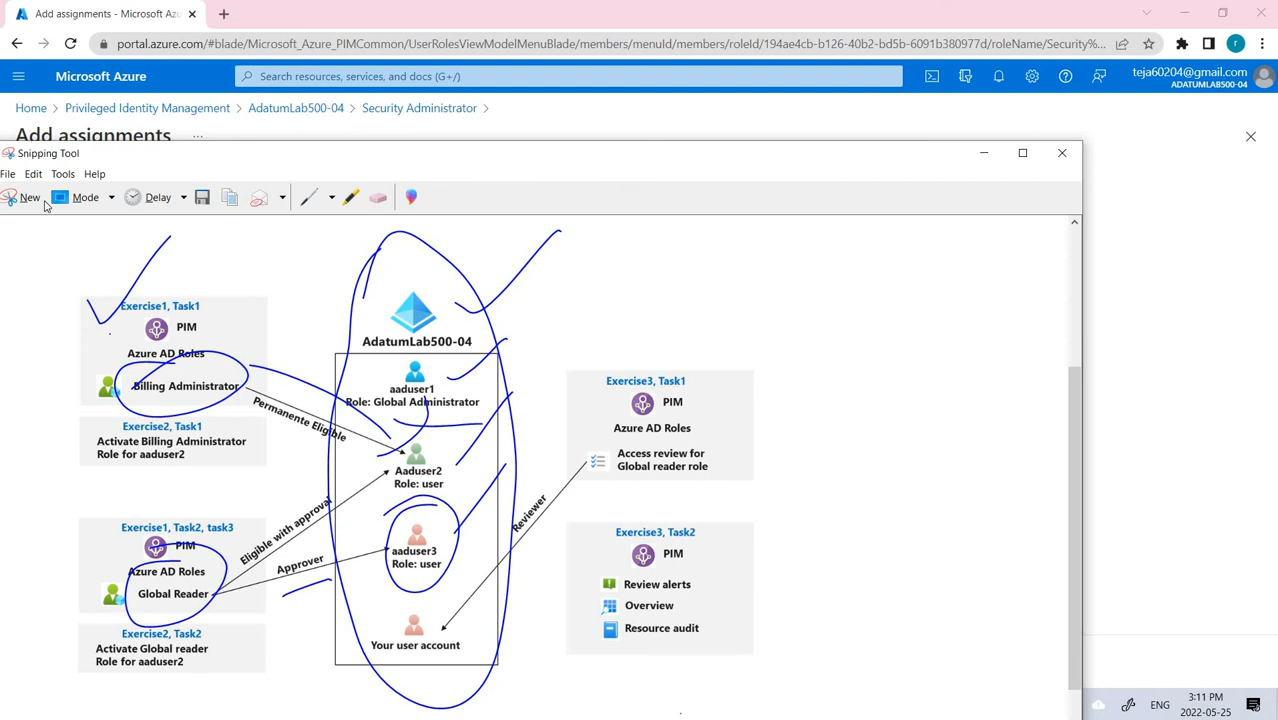 Add assignments - Microsoft Azu
portal.azure.com/#blade/Microsoft_Azure_PIMCommon/UserRolesViewModelMenuBlade/members/menuId/members/roleId/194ae4cb-b126-40b2-bd5b-6091b380977d/roleName/Security%...
r
Microsoft Azure
Search resources, services, and docs (G+/)
teja60204@gmail.com
ADATUMLAB500-04
Home > Privileged Identity Management > AdatumLab500-04 > Security Administrator >
Add assignments ...
Snipping Tool
File Edit Tools Help
New Mode Delay
Exercise1, Task1
PIM
Azure AD Roles
Billing Administrator
Exercise2, Task1
Activate Billing Administrator
Role for aaduser2
Permanente Eligible
Exercise1, Task2, task3
PIM
Azure AD Roles
Global Reader
Exercise2, Task2
Activate Global reader
Role for aaduser2
Eligible with approval
Approver
AdatumLab500-04
aaduser1
Role: Global Administrator
Aaduser2
Role: user
aaduser3
Role: user
Your user account
Reviewer
Exercise3, Task1
PIM
Azure AD Roles
Access review for
Global reader role
Exercise3, Task2
PIM
Review alerts
Overview
Resource audit
ENG
3:11 PM
2022-05-25